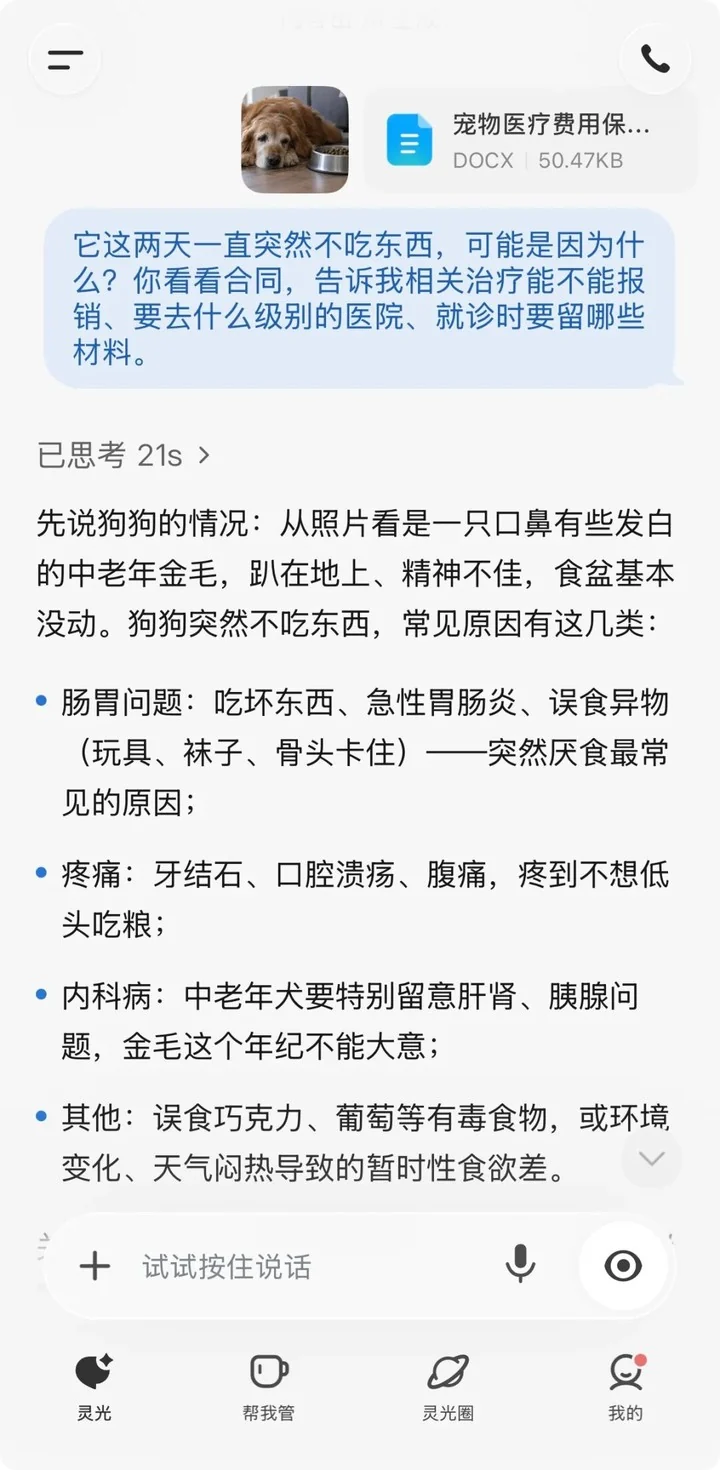 宠物医疗费用保...
DOCX | 50.47KB
它这两天一直突然不吃东西，可能是因为什
么？你看看合同，告诉我相关治疗能不能报
销、要去什么级别的医院、就诊时要留哪些
材料。
已思考 21s >
先说狗狗的情况：从照片看是一只口鼻有些发白
的中老年金毛，趴在地上、精神不佳，食盆基本
没动。狗狗突然不吃东西，常见原因有这几类：
• 肠胃问题：吃坏东西、急性胃肠炎、误食异物
（玩具、袜子、骨头卡住）——突然厌食最常
见的原因；
• 疼痛：牙结石、口腔溃疡、腹痛，疼到不想低
头吃粮；
• 内科病：中老年犬要特别留意肝肾、胰腺问
题，金毛这个年纪不能大意；
• 其他：误食巧克力、葡萄等有毒食物，或环境
变化、天气闷热导致的暂时性食欲差。
试试按住说话
灵光
帮我管
灵光圈
我的